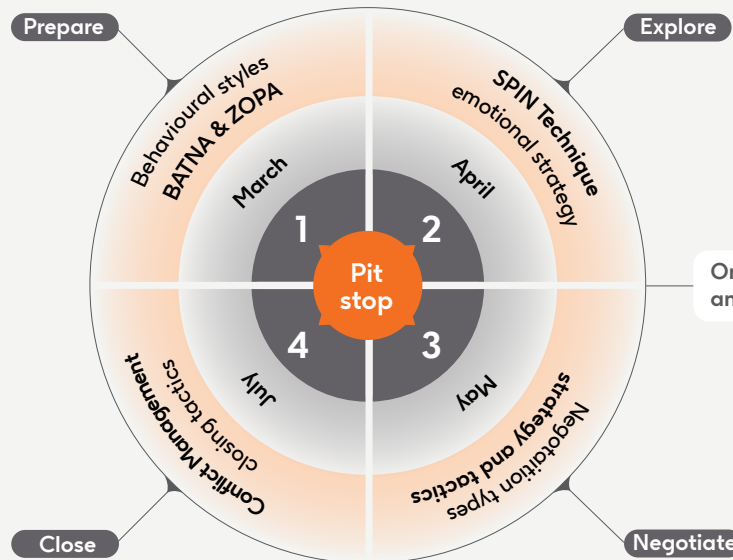 Prepare
Explore
Behavioural styles
BATNA & ZOPA
SPIN Technique
emotional strategy
March
April
1
2
Pit
stop
4
3
July
May
Conflict Management
closing tactics
Negotaition types
strategy and tactics
Close
Negotiate